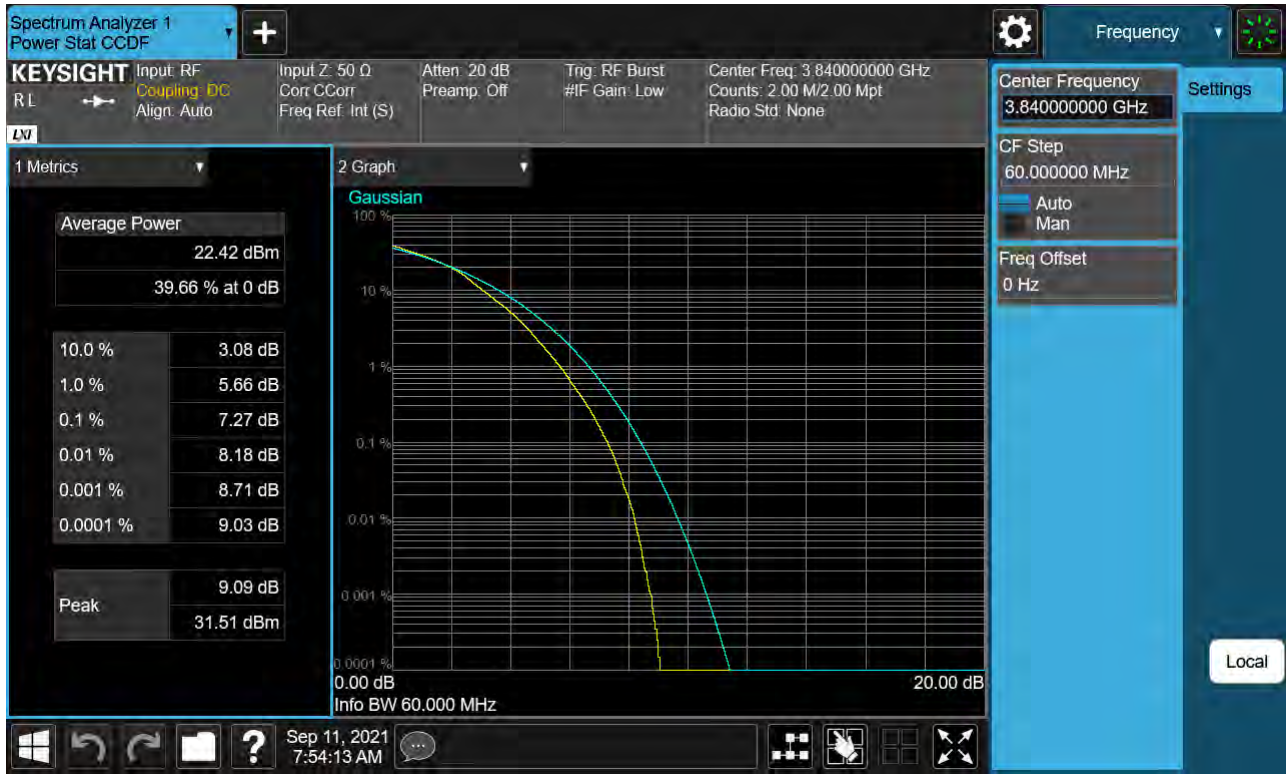 Spectrum Analyzer 1
Power Stat CCDF
Frequency
KEYSIGHT
RL
LXI
Input: RF
Coupling: DC
Align: Auto
Input Z: 50 Ω
Corr CCorr
Freq Ref: Int (S)
Atten: 20 dB
Preamp: Off
Trig: RF Burst
#IF Gain: Low
Center Freq: 3.840000000 GHz
Counts: 2.00 M/2.00 Mpt
Radio Std: None
Center Frequency
3.840000000 GHz
Settings
CF Step
60.000000 MHz
Auto
Man
Freq Offset
0 Hz
1 Metrics
Average Power
22.42 dBm
39.66 % at 0 dB
10.0 % 3.08 dB
1.0 % 5.66 dB
0.1 % 7.27 dB
0.01 % 8.18 dB
0.001 % 8.71 dB
0.0001 % 9.03 dB
Peak
9.09 dB
31.51 dBm
2 Graph
Gaussian
100 %
10 %
1 %
0.1 %
0.01 %
0.001 %
0.0001 %
0.00 dB 20.00 dB
Info BW 60.000 MHz
Local
?
Sep 11, 2021
7:54:13 AM